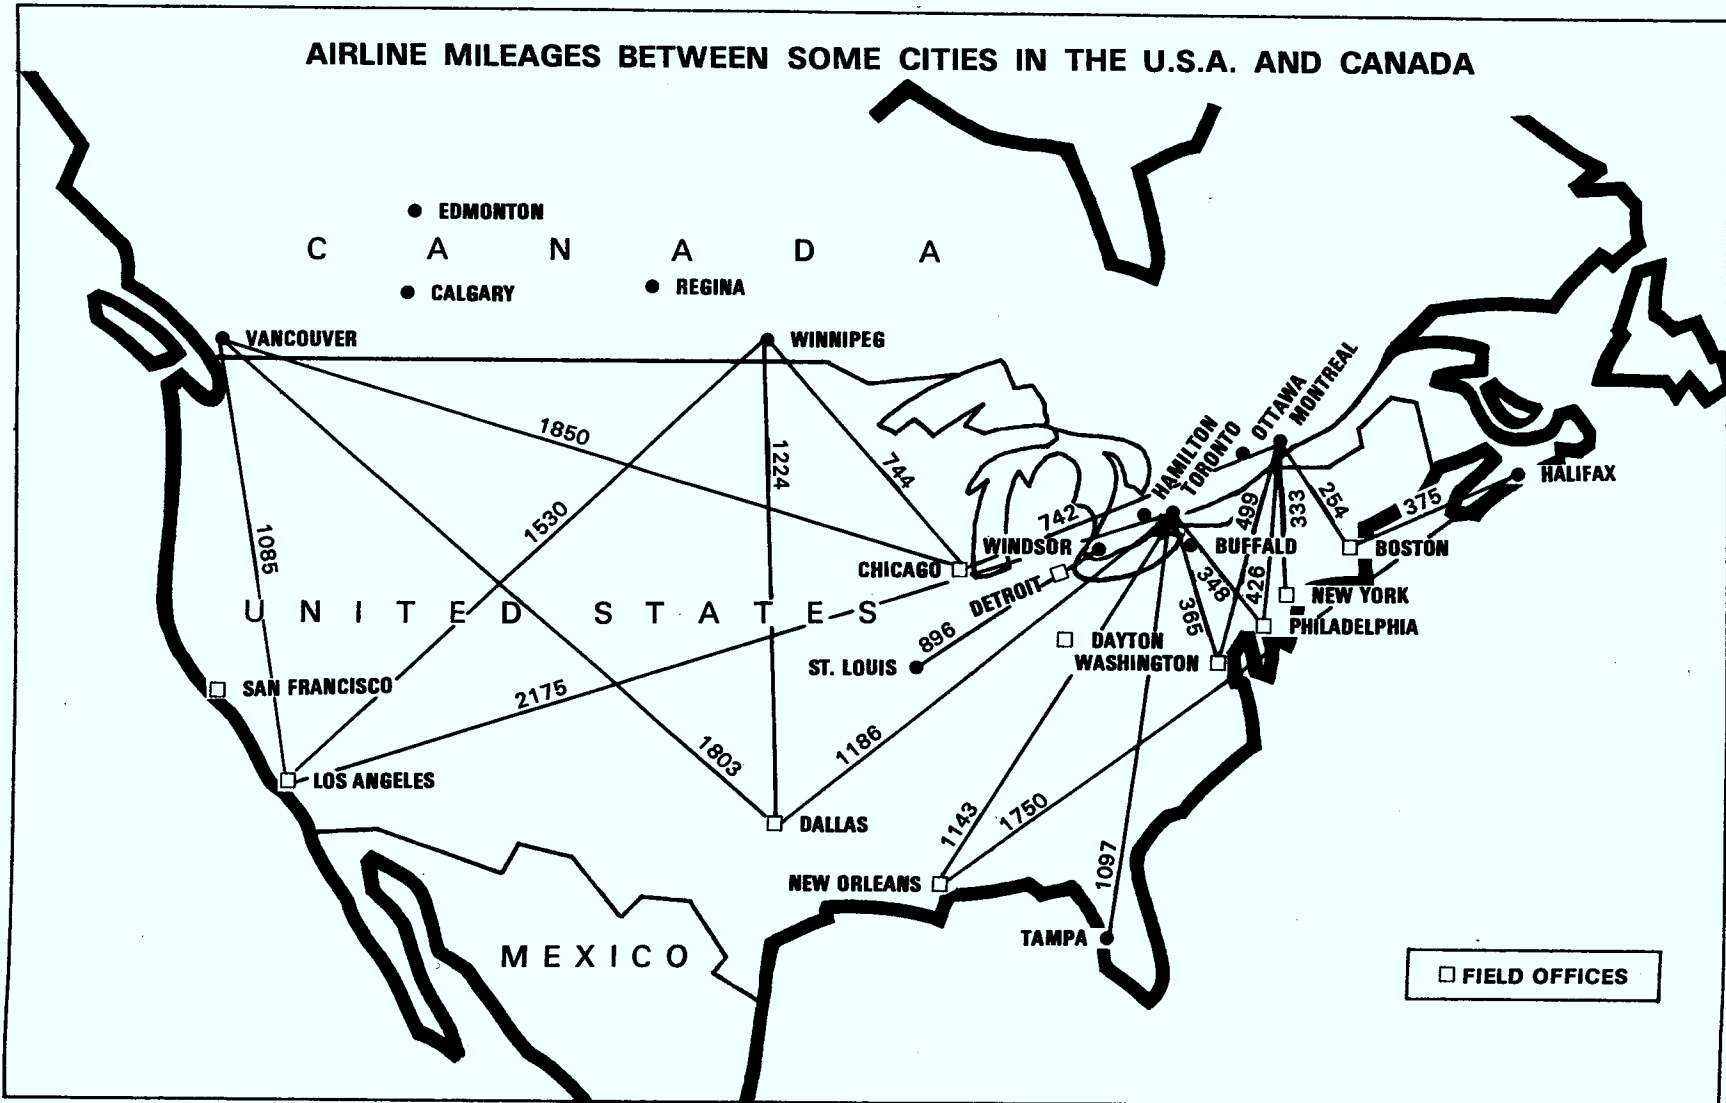 AIRLINE MILEAGES BETWEEN SOME CITIES IN THE U.S.A. AND CANADA
EDMONTON
C A N A D A
CALGARY
REGINA
VANCOUVER
WINNIPEG
MONTREAL
OTTAWA
HAMILTON
TORONTO
1850
1224
744
HALIFAX
1085
1530
742
499
333
254
375
WINDSOR
BUFFALD
BOSTON
CHICAGO
DETROIT
348
426
NEW YORK
365
PHILADELPHIA
U N I T E D S T A T E S
896
DAYTON
WASHINGTON
ST. LOUIS
SAN FRANCISCO
2175
1803
1186
LOS ANGELES
DALLAS
1143
1750
1097
NEW ORLEANS
TAMPA
MEXICO
FIELD OFFICES